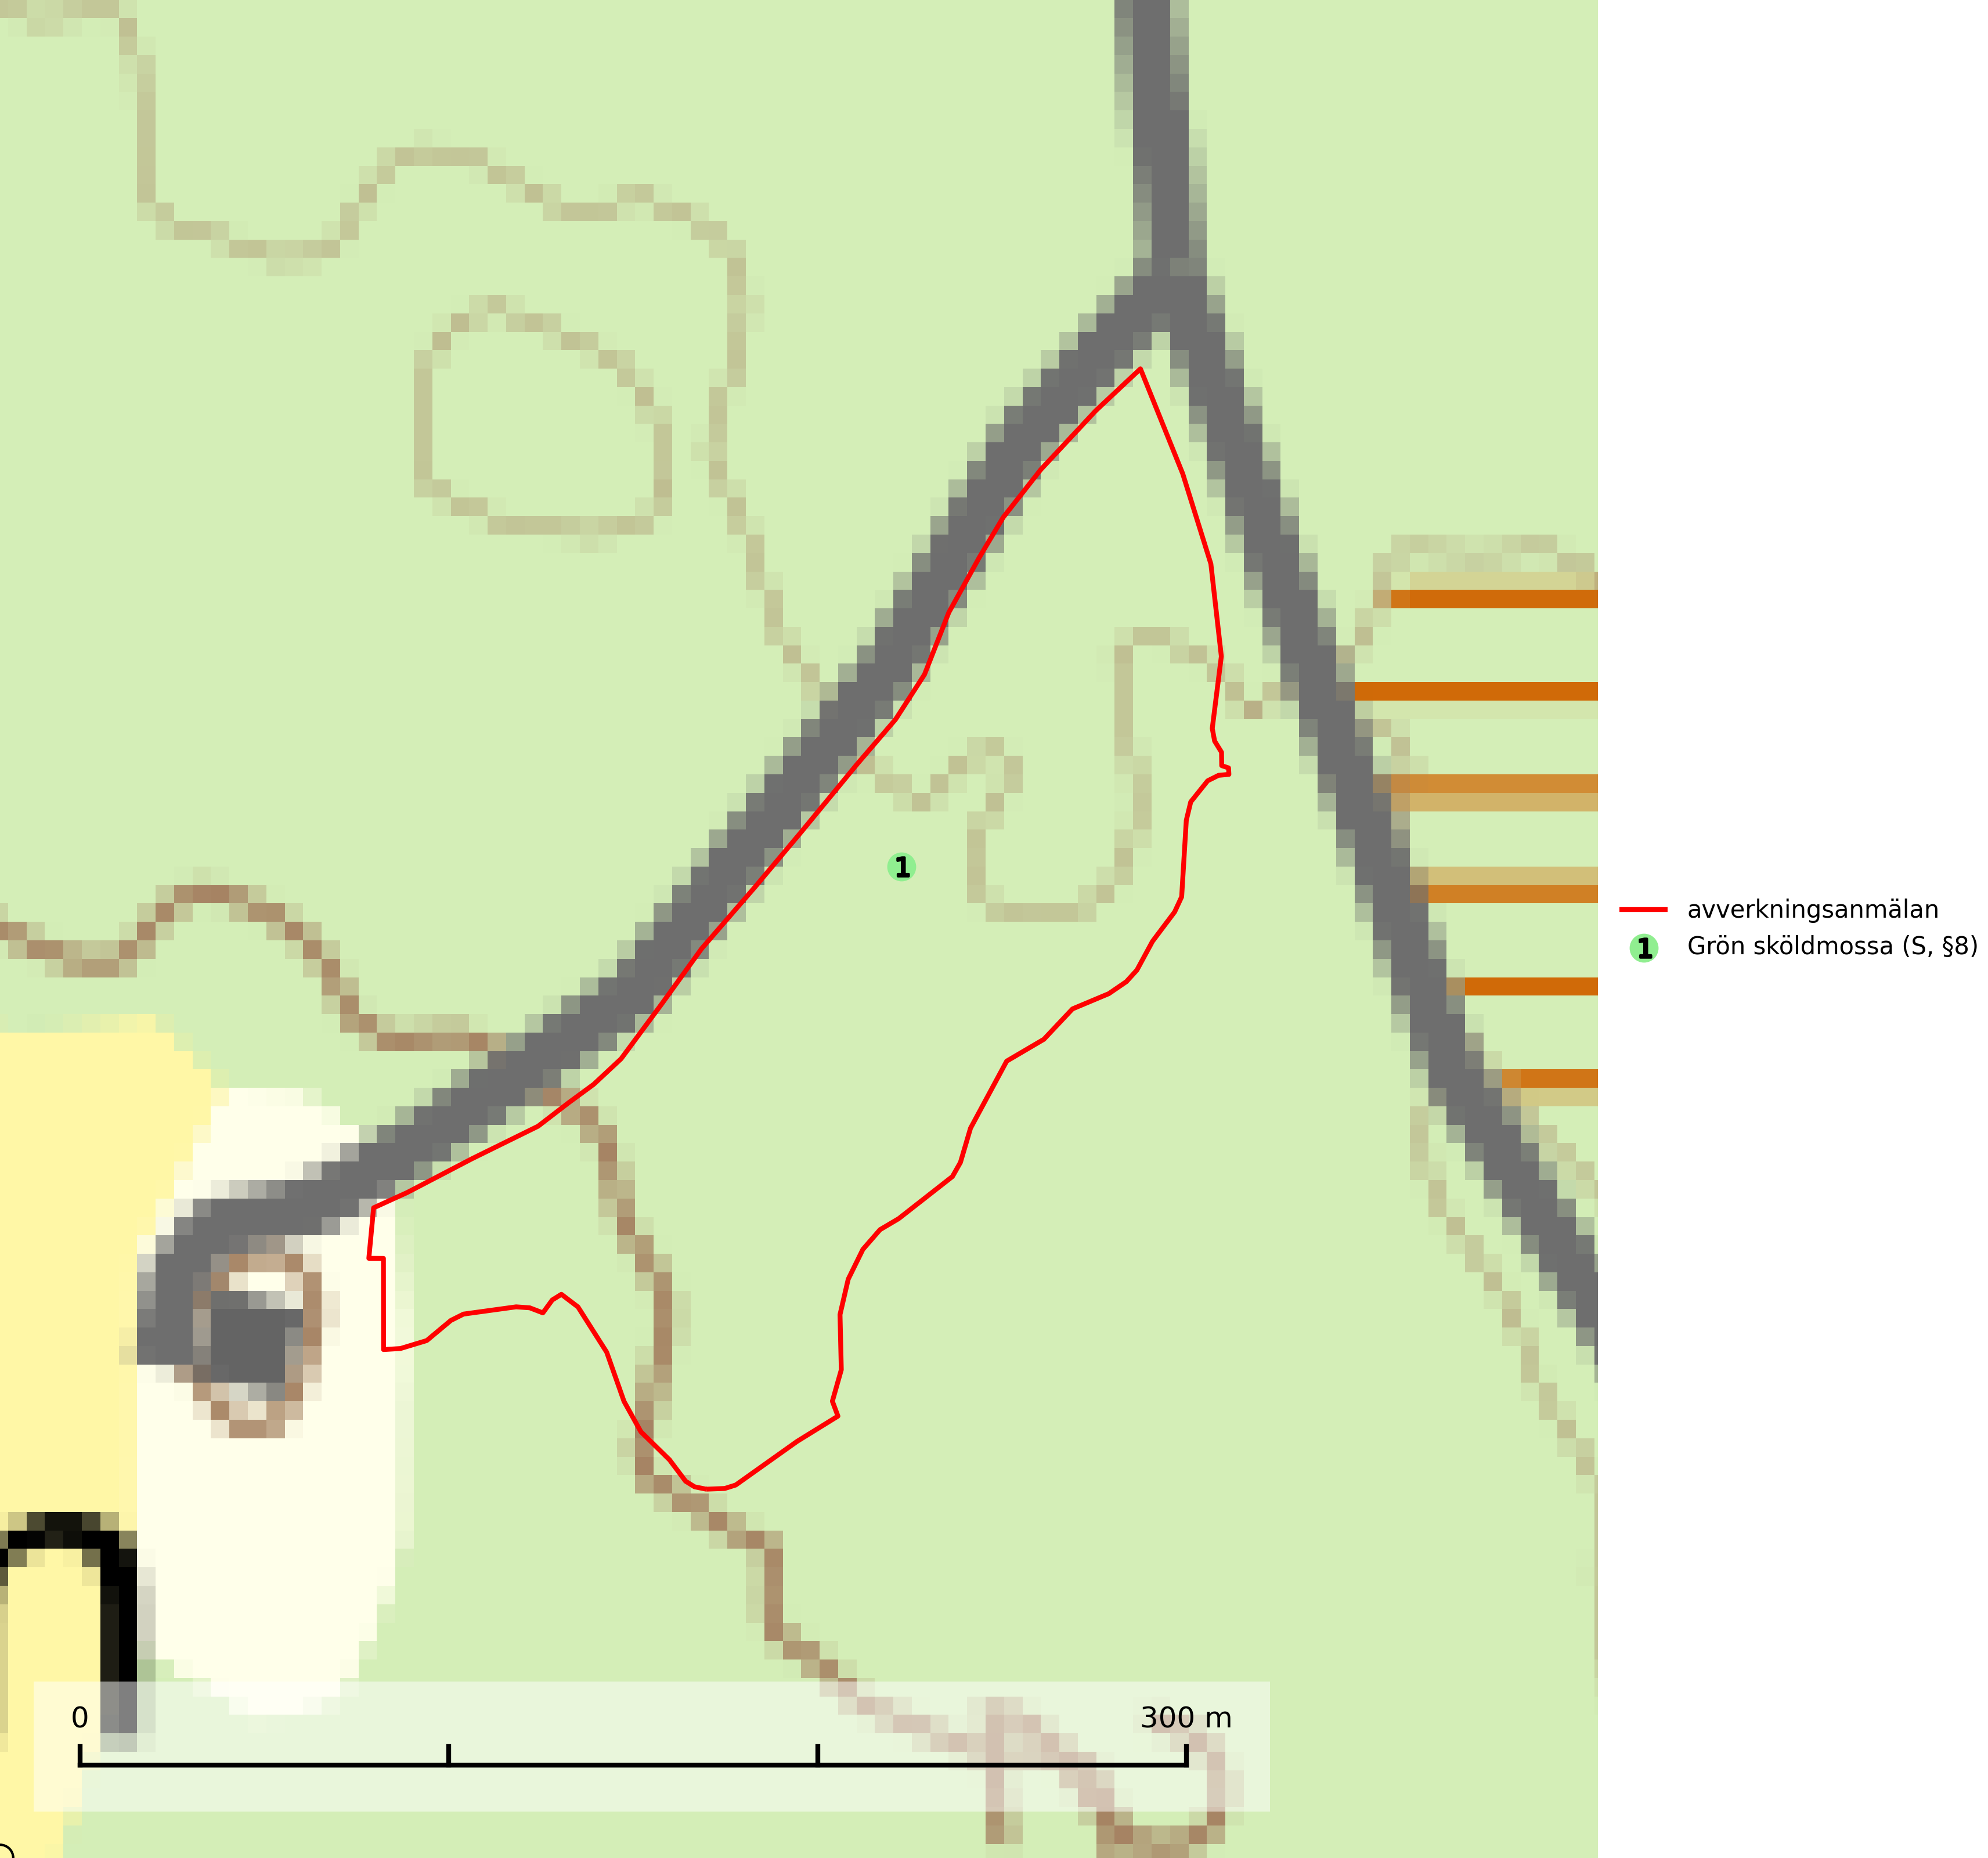 1
avverkningsanmälan
1 Grön sköldmossa (S, §8)
0 300 m